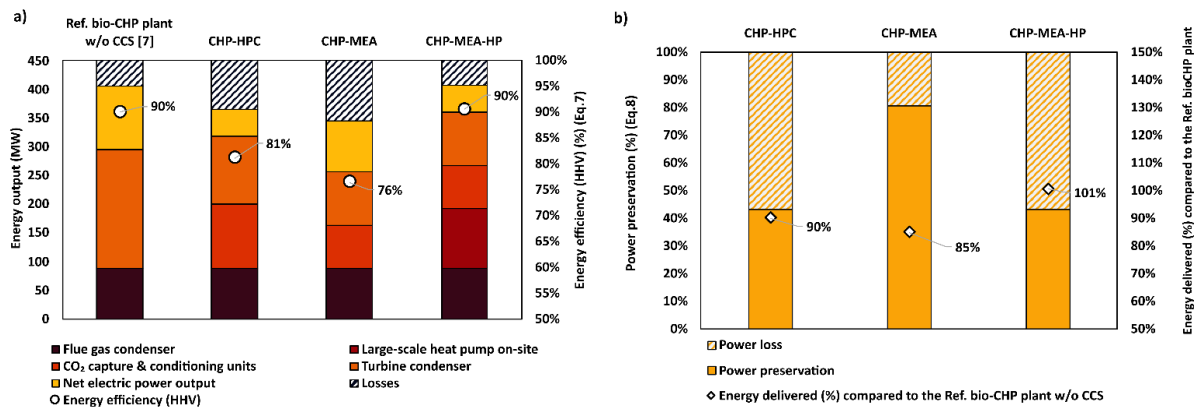 a)
Ref. bio-CHP plant
w/o CCS [7]
CHP-HPC
CHP-MEA
CHP-MEA-HP
450
400
350
300
250
200
150
100
50
0
Energy output (MW)
90%
81%
76%
90%
100%
95%
90%
85%
80%
75%
70%
65%
60%
55%
50%
Energy efficiency (HHV) (%) (Eq.7)
Flue gas condenser
Large-scale heat pump on-site
CO₂ capture & conditioning units
Turbine condenser
Net electric power output
Losses
Energy efficiency (HHV)
b)
CHP-HPC
CHP-MEA
CHP-MEA-HP
100%
90%
80%
70%
60%
50%
40%
30%
20%
10%
0%
Power preservation (%) (Eq.8)
90%
85%
101%
150%
140%
130%
120%
110%
100%
90%
80%
70%
60%
50%
Energy delivered (%) compared to the Ref. bio-CHP plant
Power loss
Power preservation
Energy delivered (%) compared to the Ref. bio-CHP plant w/o CCS